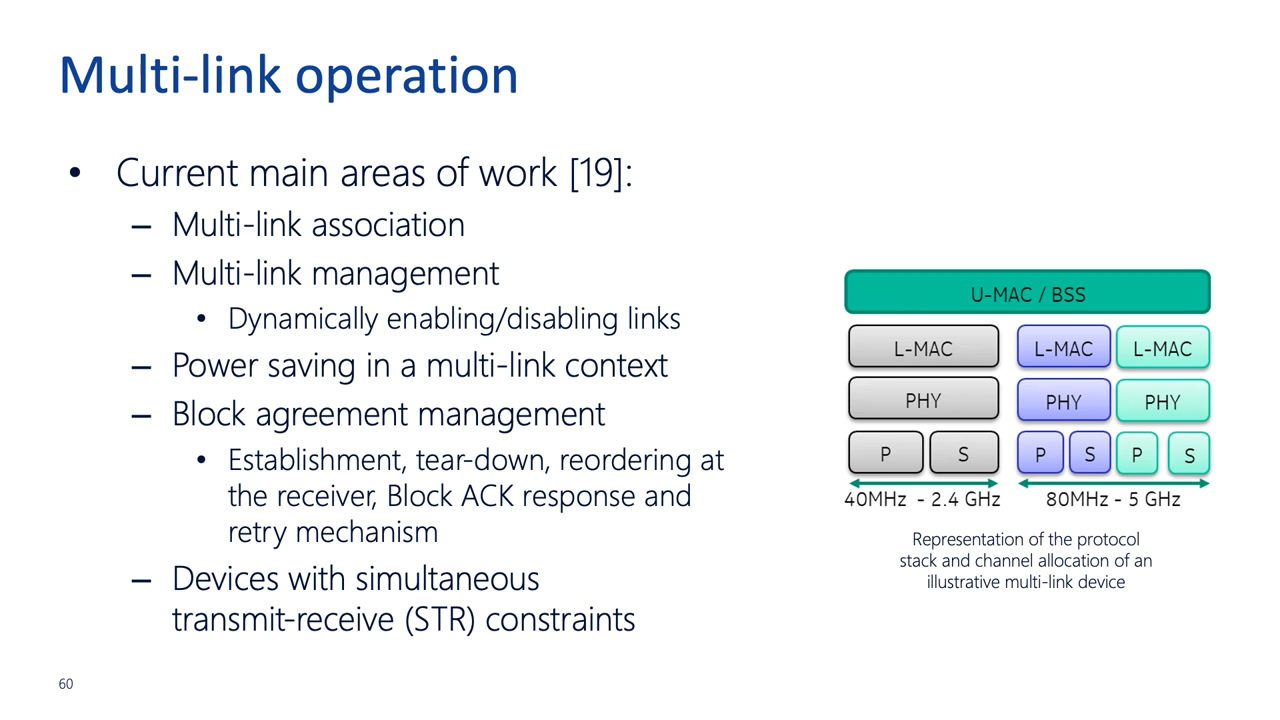 Multi-link operation
• Current main areas of work [19]:
– Multi-link association
– Multi-link management
• Dynamically enabling/disabling links
– Power saving in a multi-link context
– Block agreement management
• Establishment, tear-down, reordering at
the receiver, Block ACK response and
retry mechanism
– Devices with simultaneous
transmit-receive (STR) constraints
U-MAC / BSS
L-MAC L-MAC L-MAC
PHY PHY PHY
P S P S P S
40MHz - 2.4 GHz 80MHz - 5 GHz
Representation of the protocol
stack and channel allocation of an
illustrative multi-link device
60